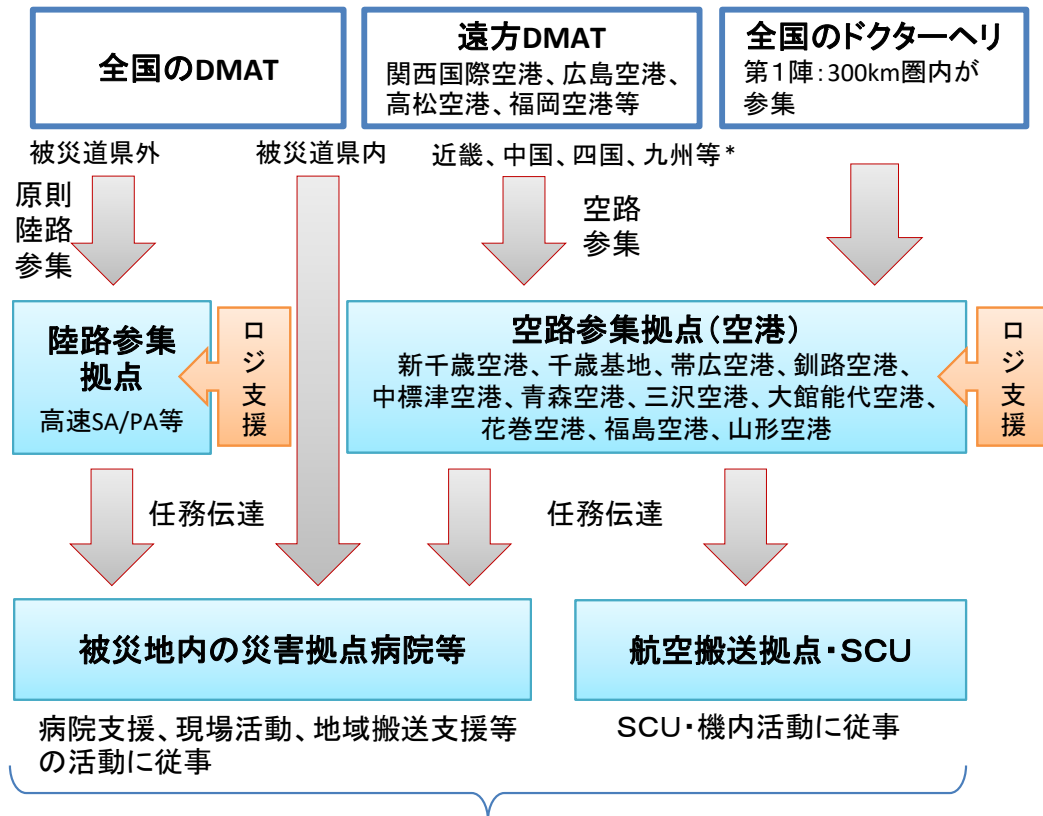 全国のDMAT
遠方DMAT
関西国際空港、広島空港、
高松空港、福岡空港等
全国のドクターヘリ
第1陣:300km圏内が
参集
被災道県外
被災道県内
近畿、中国、四国、九州等*
原則
陸路
参集
空路
参集
陸路参集
拠点
高速SA/PA等
ロジ支援
空路参集拠点(空港)
新千歳空港、千歳基地、帯広空港、釧路空港、
中標津空港、青森空港、三沢空港、大館能代空港、
花巻空港、福島空港、山形空港
ロジ支援
任務伝達
任務伝達
被災地内の災害拠点病院等
航空搬送拠点・SCU
病院支援、現場活動、地域搬送支援等
の活動に従事
SCU・機内活動に従事